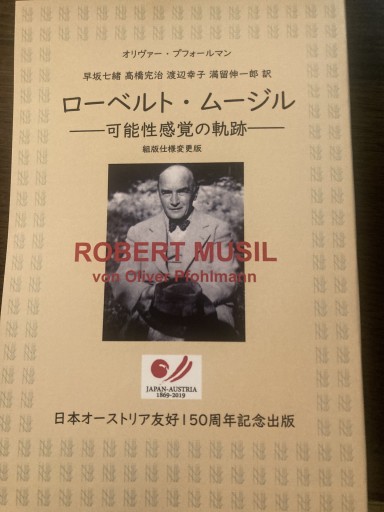 オリヴァー・プフォールマン
早坂七緒 高橋完治 渡辺幸子 満留伸一郎 訳
ローベルト・ムージル
──可能性感覚の軌跡──
組版仕様変更版
ROBERT MUSIL
von Oliver Pfohlmann
JAPAN-AUSTRIA
1869-2019
日本オーストリア友好150周年記念出版